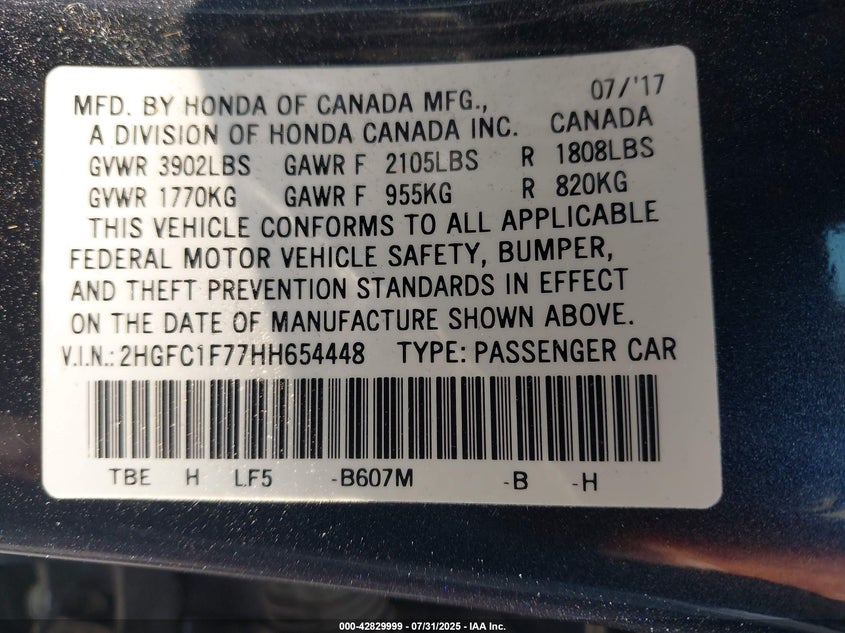 07/'17
MFD. BY HONDA OF CANADA MFG.,
A DIVISION OF HONDA CANADA INC. CANADA
GVWR 3902LBS GAWR F 2105LBS R 1808LBS
GVWR 1770KG GAWR F 955KG R 820KG
THIS VEHICLE CONFORMS TO ALL APPLICABLE
FEDERAL MOTOR VEHICLE SAFETY, BUMPER,
AND THEFT PREVENTION STANDARDS IN EFFECT
ON THE DATE OF MANUFACTURE SHOWN ABOVE.
V.I.N.: 2HGFC1F77HH654448 TYPE: PASSENGER CAR
TBE H LF5 -B607M -B -H
000-42829999 | 07/31/2025 - IAA Inc.